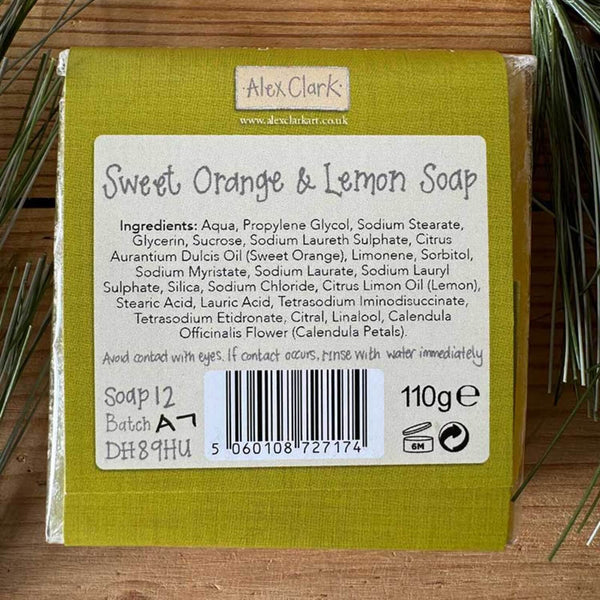 Alex Clark
www.alexclarkart.co.uk
Sweet Orange & Lemon Soap
Ingredients: Aqua, Propylene Glycol, Sodium Stearate,
Glycerin, Sucrose, Sodium Laureth Sulphate, Citrus
Aurantium Dulcis Oil (Sweet Orange), Limonene, Sorbitol,
Sodium Myristate, Sodium Laurate, Sodium Lauryl
Sulphate, Silica, Sodium Chloride, Citrus Limon Oil (Lemon),
Stearic Acid, Lauric Acid, Tetrasodium Iminodisuccinate,
Tetrasodium Etidronate, Citral, Linalool, Calendula
Officinalis Flower (Calendula Petals).
Avoid contact with eyes. If contact occurs, rinse with water immediately
Soap 12
Batch A7
DH89HU
5 060108 727174
110g e
6M